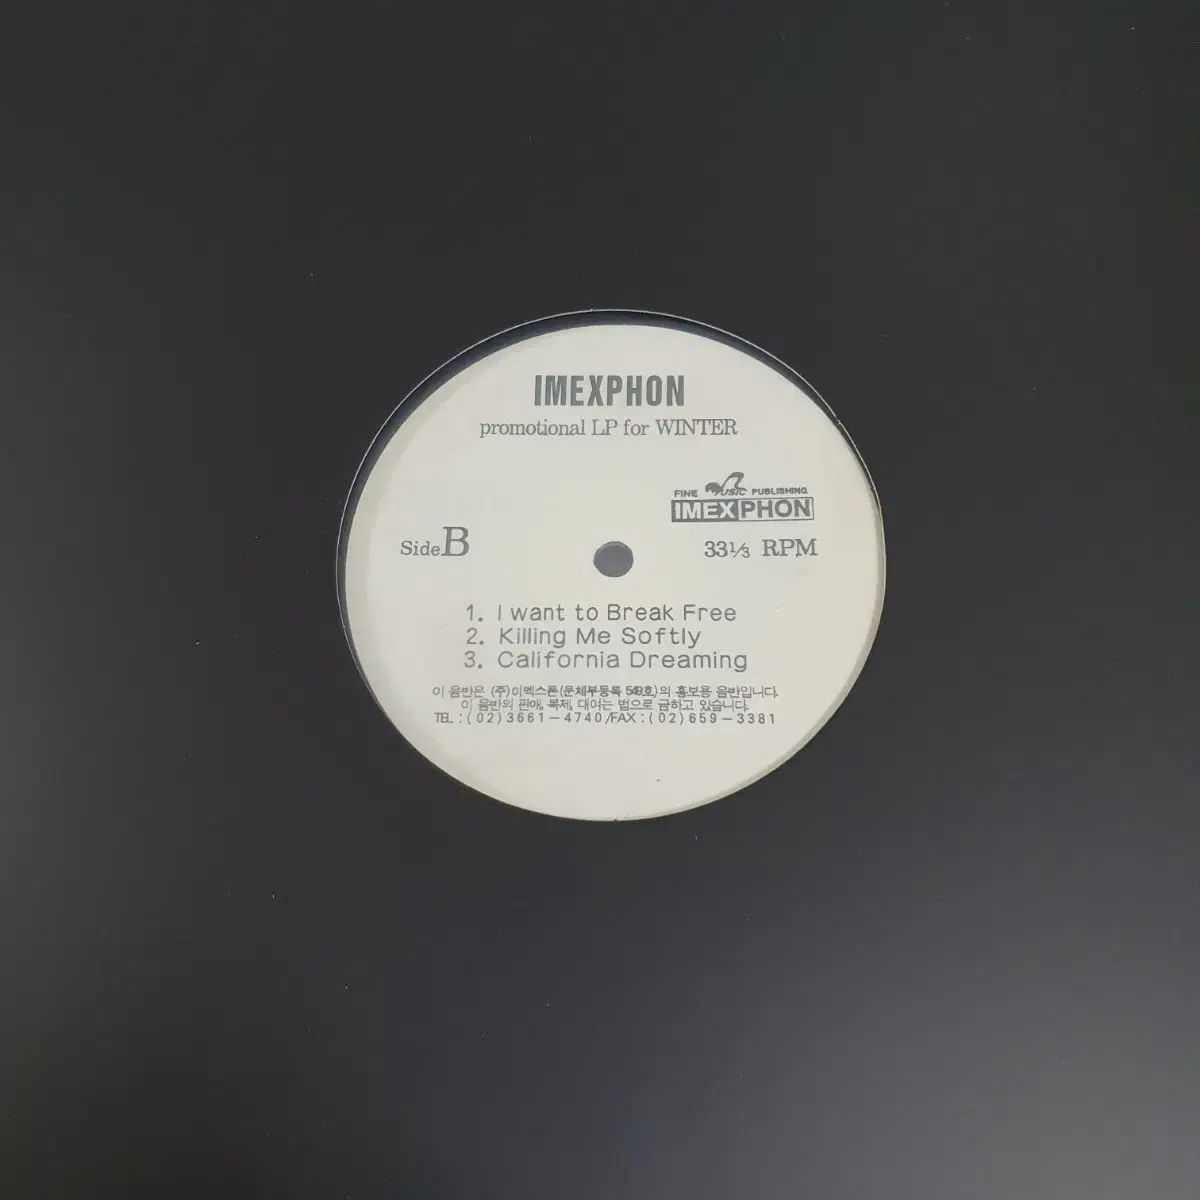 IMEXPHON
promotional LP for WINTER
FINE MUSIC PUBLISHING
IMEXPHON
Side B
33⅓ RPM
1. I want to Break Free
2. Killing Me Softly
3. California Dreaming
이 음반은 (주)이멕스폰(문체부등록 549호)의 홍보용 음반입니다.
이 음반의 판매, 복제, 대여는 법으로 금하고 있습니다.
TEL : (02)3661-4740/FAX : (02)659-3381